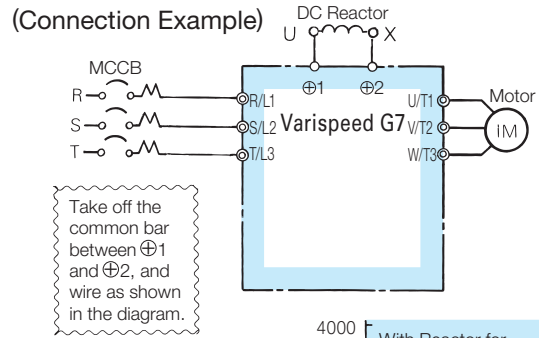 (Connection Example)
DC Reactor
U X
MCCB
⊕1 ⊕2
R R/L1 U/T1 Motor
S S/L2 Varispeed G7 V/T2 IM
T T/L3 W/T3
Take off the
common bar
between ⊕1
and ⊕2, and
wire as shown
in the diagram.
4000
With Reactor for